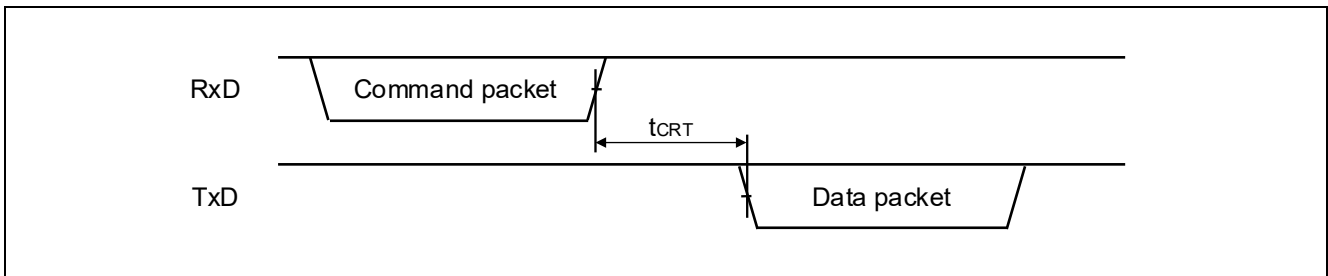 RxD
Command packet
tCRT
TxD
Data packet